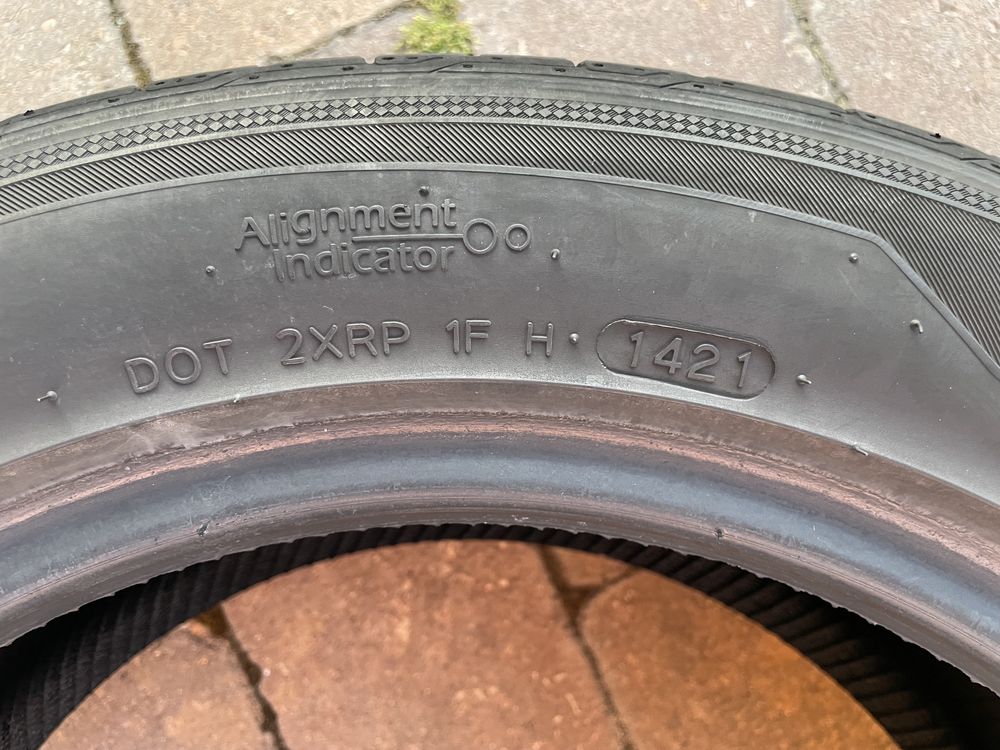 Alignment
Indicator
DOT 2XRP 1F H 1421